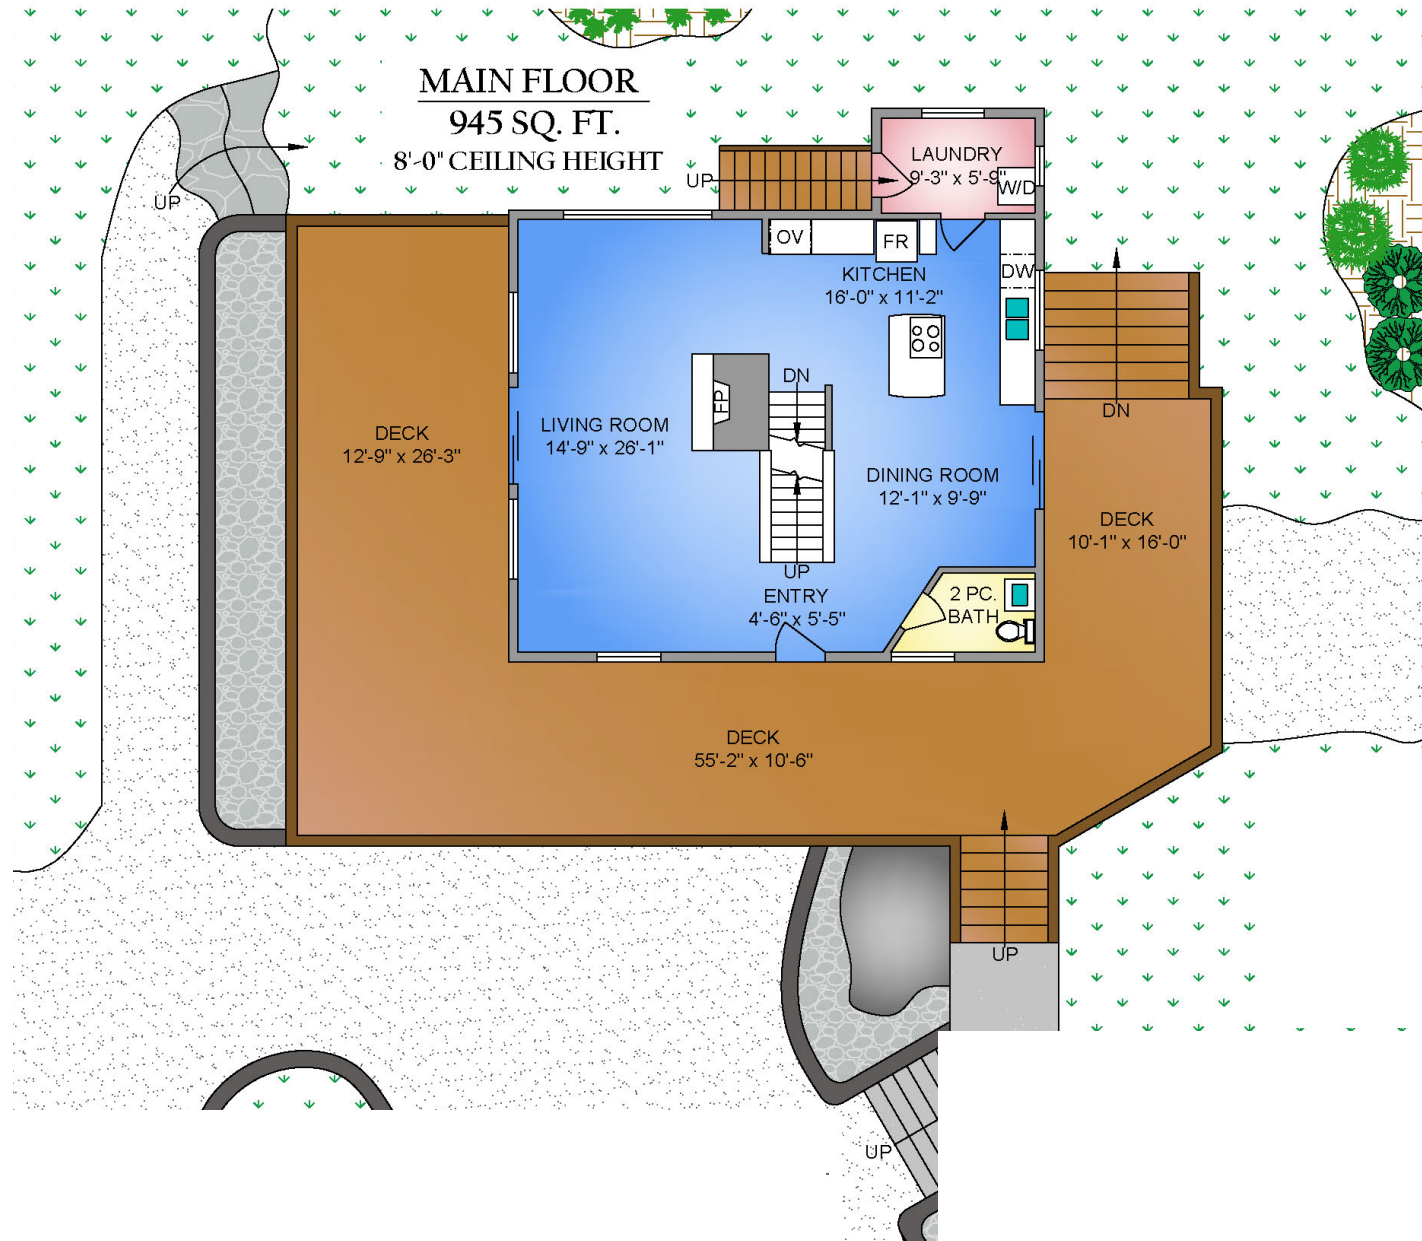 MAIN FLOOR
945 SQ. FT.
8'-0" CEILING HEIGHT
UP
UP
LAUNDRY
9'-3" x 5'-9"
W/D
OV
FR
KITCHEN
16'-0" x 11'-2"
DW
DN
FP
DN
LIVING ROOM
14'-9" x 26'-1"
DECK
12'-9" x 26'-3"
DINING ROOM
12'-1" x 9'-9"
DECK
10'-1" x 16'-0"
UP
ENTRY
4'-6" x 5'-5"
2 PC.
BATH
DECK
55'-2" x 10'-6"
UP
UP